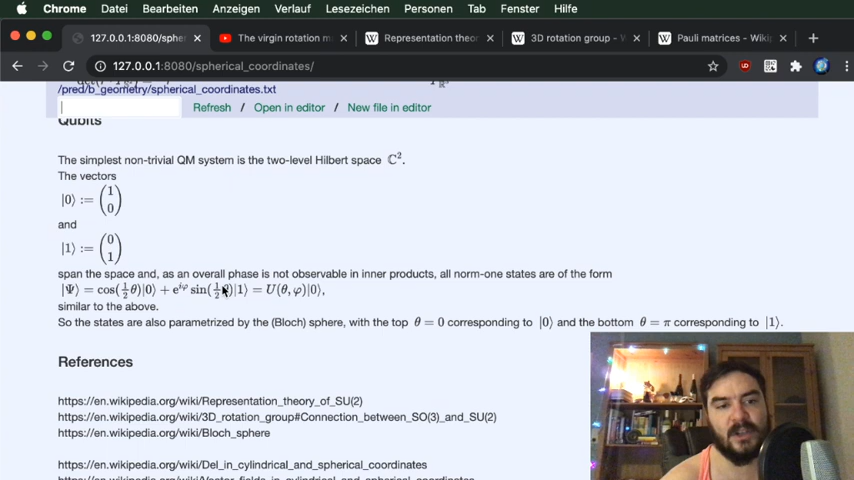 Chrome Datei Bearbeiten Anzeigen Verlauf Lesezeichen Personen Tab Fenster Hilfe
127.0.0.1:8080/sphe The virgin rotation m Representation theo 3D rotation group - Pauli matrices - Wiki
127.0.0.1:8080/spherical_coordinates/
/pred/b_geometry/spherical_coordinates.txt
Refresh / Open in editor / New file in editor
Qubits
The simplest non-trivial QM system is the two-level Hilbert space ℂ².
The vectors
|0⟩ := (1 0)
and
|1⟩ := (0 1)
span the space and, as an overall phase is not observable in inner products, all norm-one states are of the form
|Ψ⟩ = cos(½θ)|0⟩ + e^{iφ} sin(½θ)|1⟩ = U(θ, φ)|0⟩,
similar to the above.
So the states are also parametrized by the (Bloch) sphere, with the top θ = 0 corresponding to |0⟩ and the bottom θ = π corresponding to |1⟩.
References
https://en.wikipedia.org/wiki/Representation_theory_of_SU(2)
https://en.wikipedia.org/wiki/3D_rotation_group#Connection_between_SO(3)_and_SU(2)
https://en.wikipedia.org/wiki/Bloch_sphere
https://en.wikipedia.org/wiki/Del_in_cylindrical_and_spherical_coordinates
https://en.wikipedia.org/wiki/Vector_fields_in_cylindrical_and_spherical_coordinates